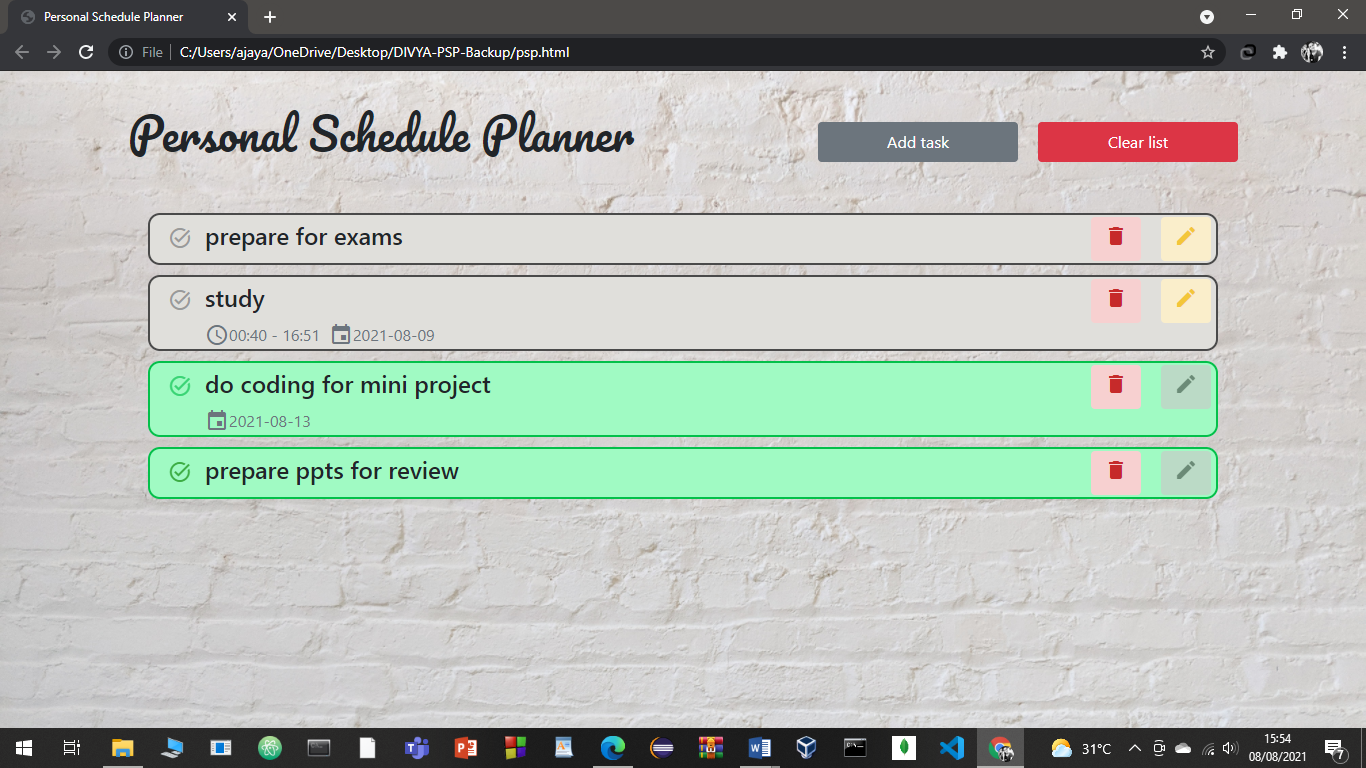 Personal Schedule Planner
File
C:/Users/ajaya/OneDrive/Desktop/DIVYA-PSP-Backup/psp.html
Personal Schedule Planner
Add task
Clear list
prepare for exams
study
00:40 - 16:51 2021-08-09
do coding for mini project
2021-08-13
prepare ppts for review
31°C
15:54
08/08/2021
7